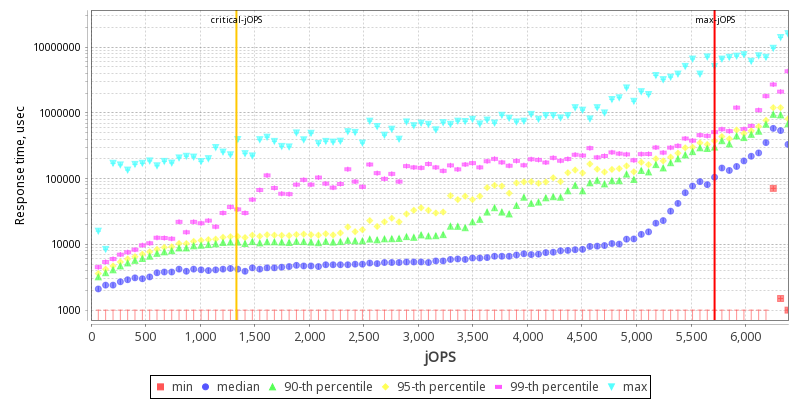 critical-jOPS max-jOPS
10000000
1000000
100000
10000
1000
Response time, usec
0 500 1,000 1,500 2,000 2,500 3,000 3,500 4,000 4,500 5,000 5,500 6,000
jOPS
min median 90-th percentile 95-th percentile 99-th percentile max